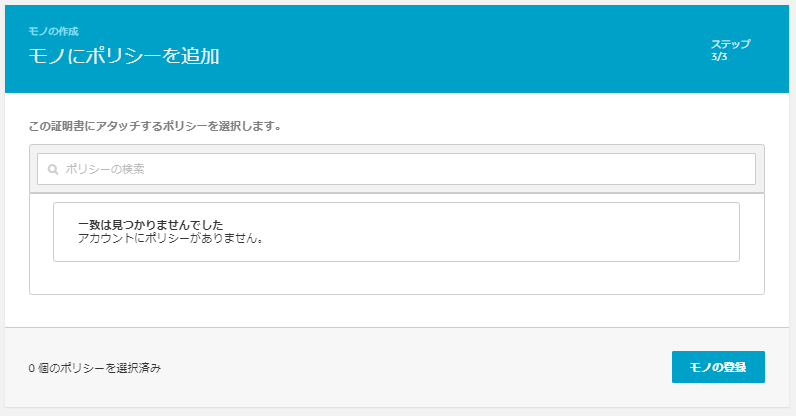 モノの作成
モノにポリシーを追加
ステップ
3/3
この証明書にアタッチするポリシーを選択します。
ポリシーの検索
一致は見つかりませんでした
アカウントにポリシーがありません。
0 個のポリシーを選択済み
モノの登録